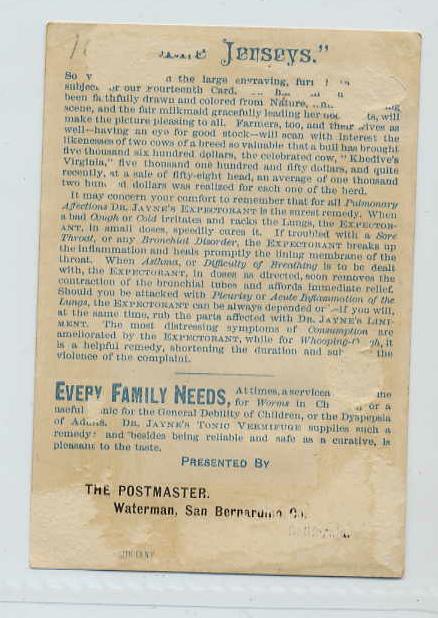 Jerseys."
So the large engraving,
subject our Fourteenth Card.
been faithfully drawn and colored from Nature,
scene, and the fair milkmaid gracefully leading her will
make the picture pleasing to all. Farmers, too, and their wives as
well—having an eye for good stock—will scan with interest the
likenesses of two cows of a breed so valuable that a bull has brought
five thousand six hundred dollars, the celebrated cow, "Khedive's
Virginia," five thousand one hundred and fifty dollars, and quite
recently, at a sale of fifty-eight head, an average of one thousand
two dollars was realized for each one of the herd.
It may concern your comfort to remember that for all Pulmonary
Affections DR. JAYNE'S EXPECTORANT is the surest remedy. When
a bad Cough or Cold irritates and racks the Lungs, the EXPECTOR-
ANT, in small doses, speedily cures it. If troubled with a Sore
Throat, or any Bronchial Disorder, the EXPECTORANT breaks up
the inflammation and heals promptly the lining membrane of the
throat. When Asthma, or Difficulty of Breathing is to be dealt
with, the EXPECTORANT, in doses as directed, soon removes the
contraction of the bronchial tubes and affords immediate relief.
Should you be attacked with Pleurisy or Acute Inflammation of the
Lungs, the EXPECTORANT can be always depended if you will,
at the same time, rub the parts affected with DR. JAYNE'S LINI-
MENT. The most distressing symptoms of Consumption are
ameliorated by the EXPECTORANT, while for Whooping-Cough, it
is a helpful remedy, shortening the duration and the
violence of the complaint.
EVERY FAMILY NEEDS, At times, a
for Worms in or a
useful for the General Debility of Children, or the Dyspepsia
of Adults. DR. JAYNE'S TONIC VERMIFUGE supplies such a
remedy: and besides being reliable and safe as a curative, is
pleasant to the taste.
PRESENTED BY
THE POSTMASTER.
Waterman, San Bernardino Co.